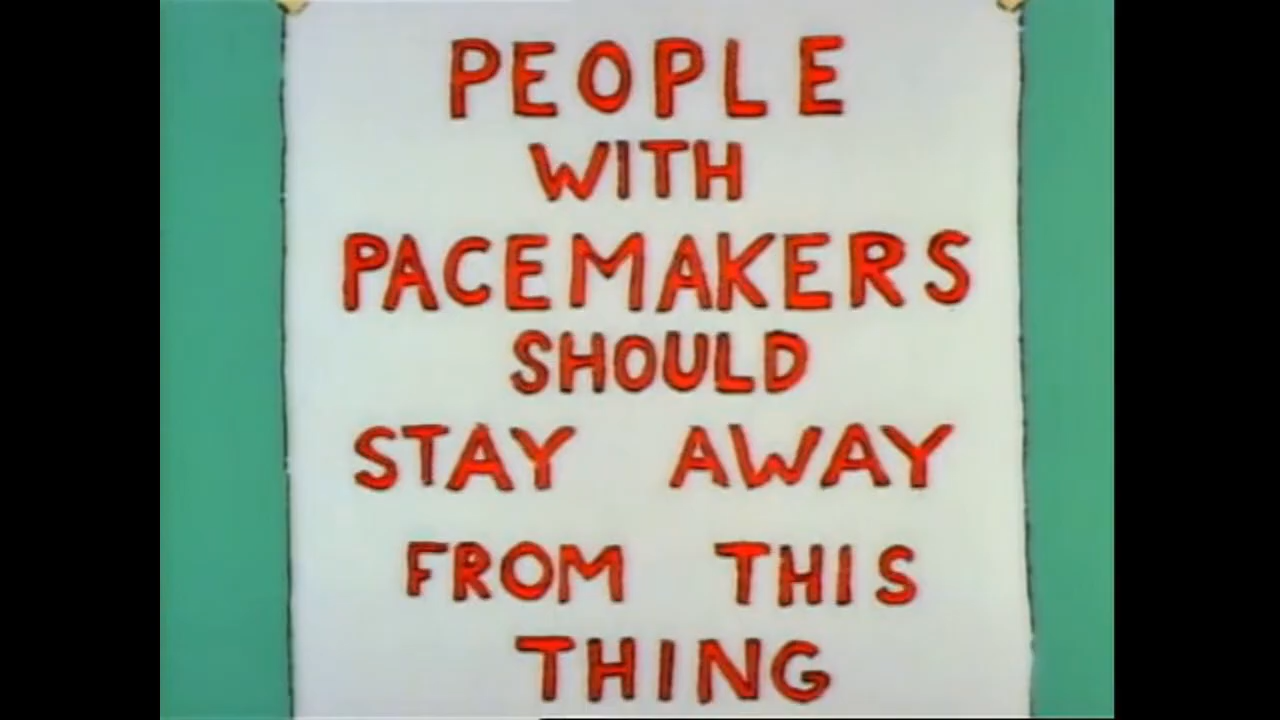 PEOPLE
WITH
PACEMAKERS
SHOULD
STAY AWAY
FROM THIS
THING